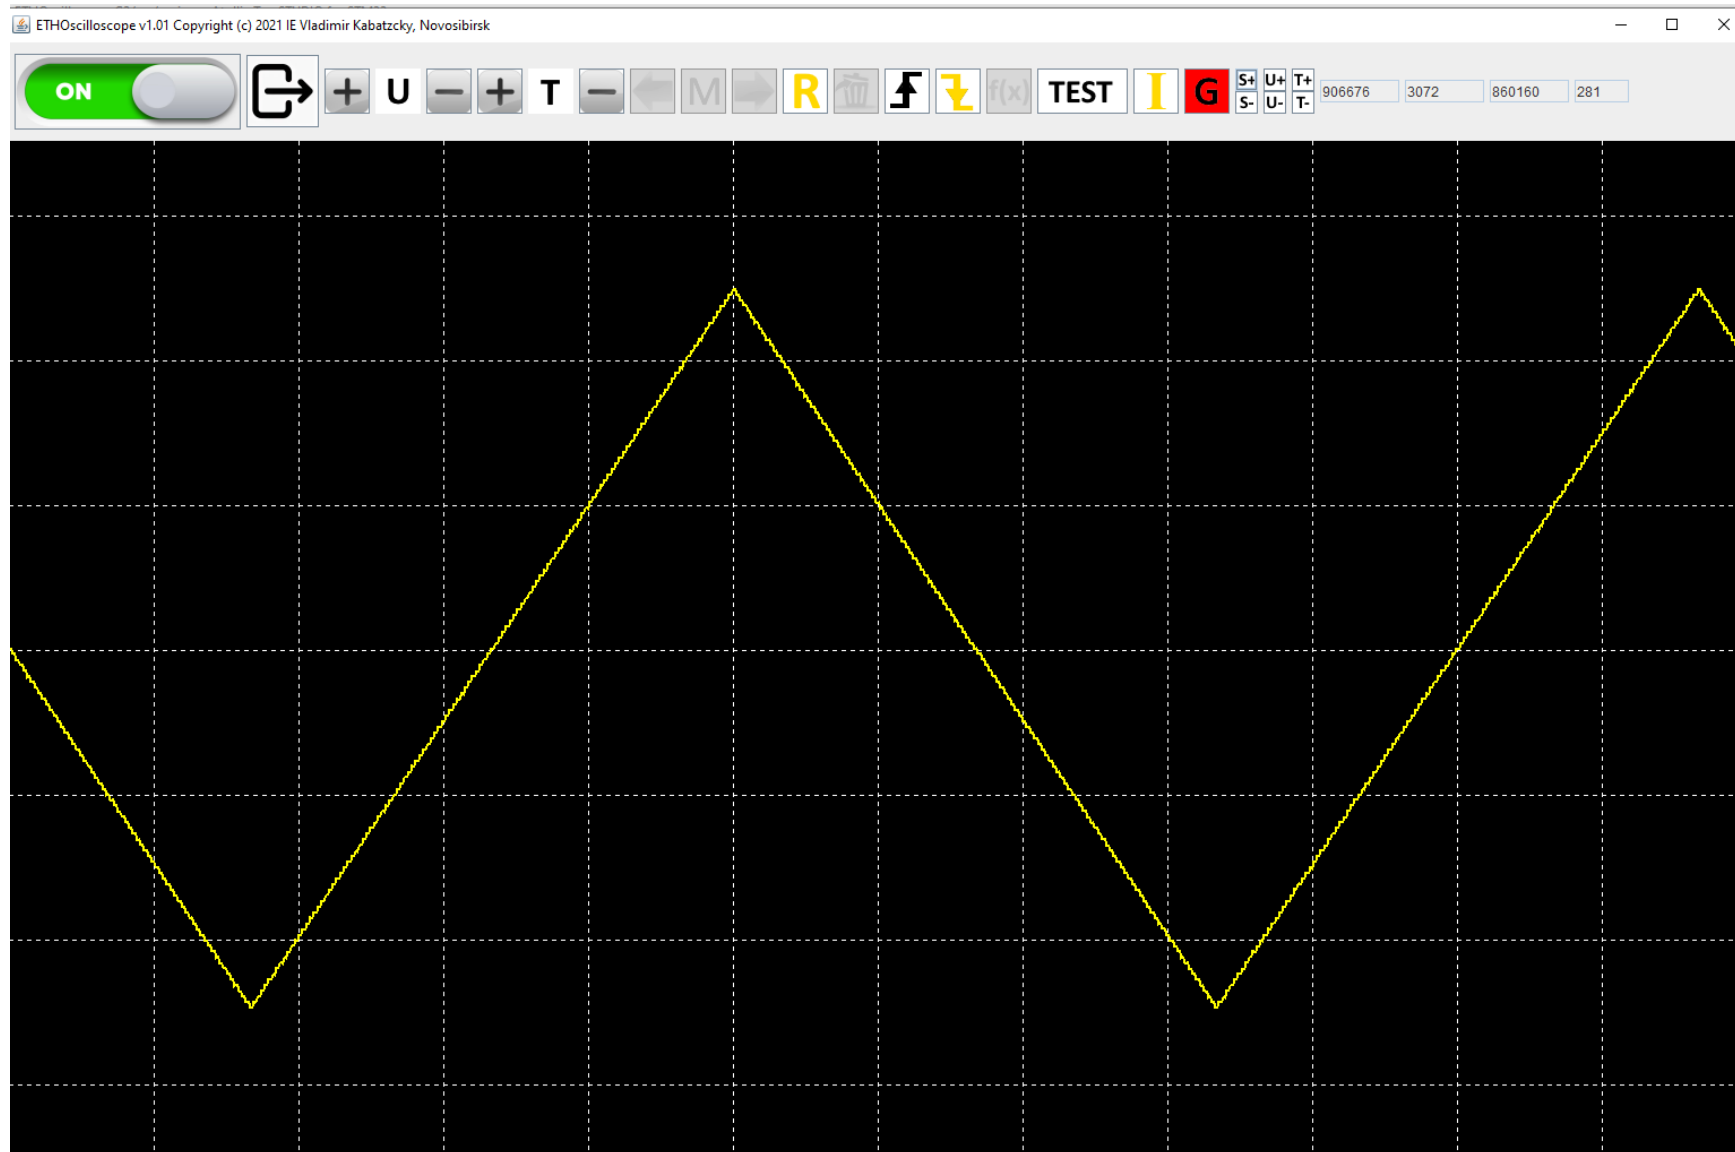 ETHOscilloscope v1.01 Copyright (c) 2021 IE Vladimir Kabatzcky, Novosibirsk
ON + U - + T - M R f(x) TEST I G S+ U+ T+ 906676 3072 860160 281
S- U- T-